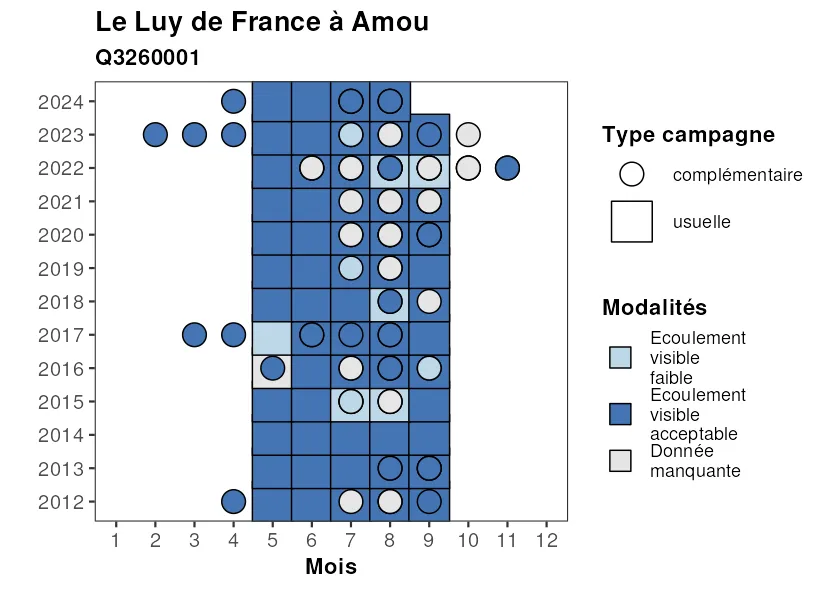 Le Luy de France à Amou
Q3260001
2024
2023
2022
2021
2020
2019
2018
2017
2016
2015
2014
2013
2012
1 2 3 4 5 6 7 8 9 10 11 12
Mois
Type campagne
complémentaire
usuelle
Modalités
Ecoulement
visible
faible
Ecoulement
visible
acceptable
Donnée
manquante